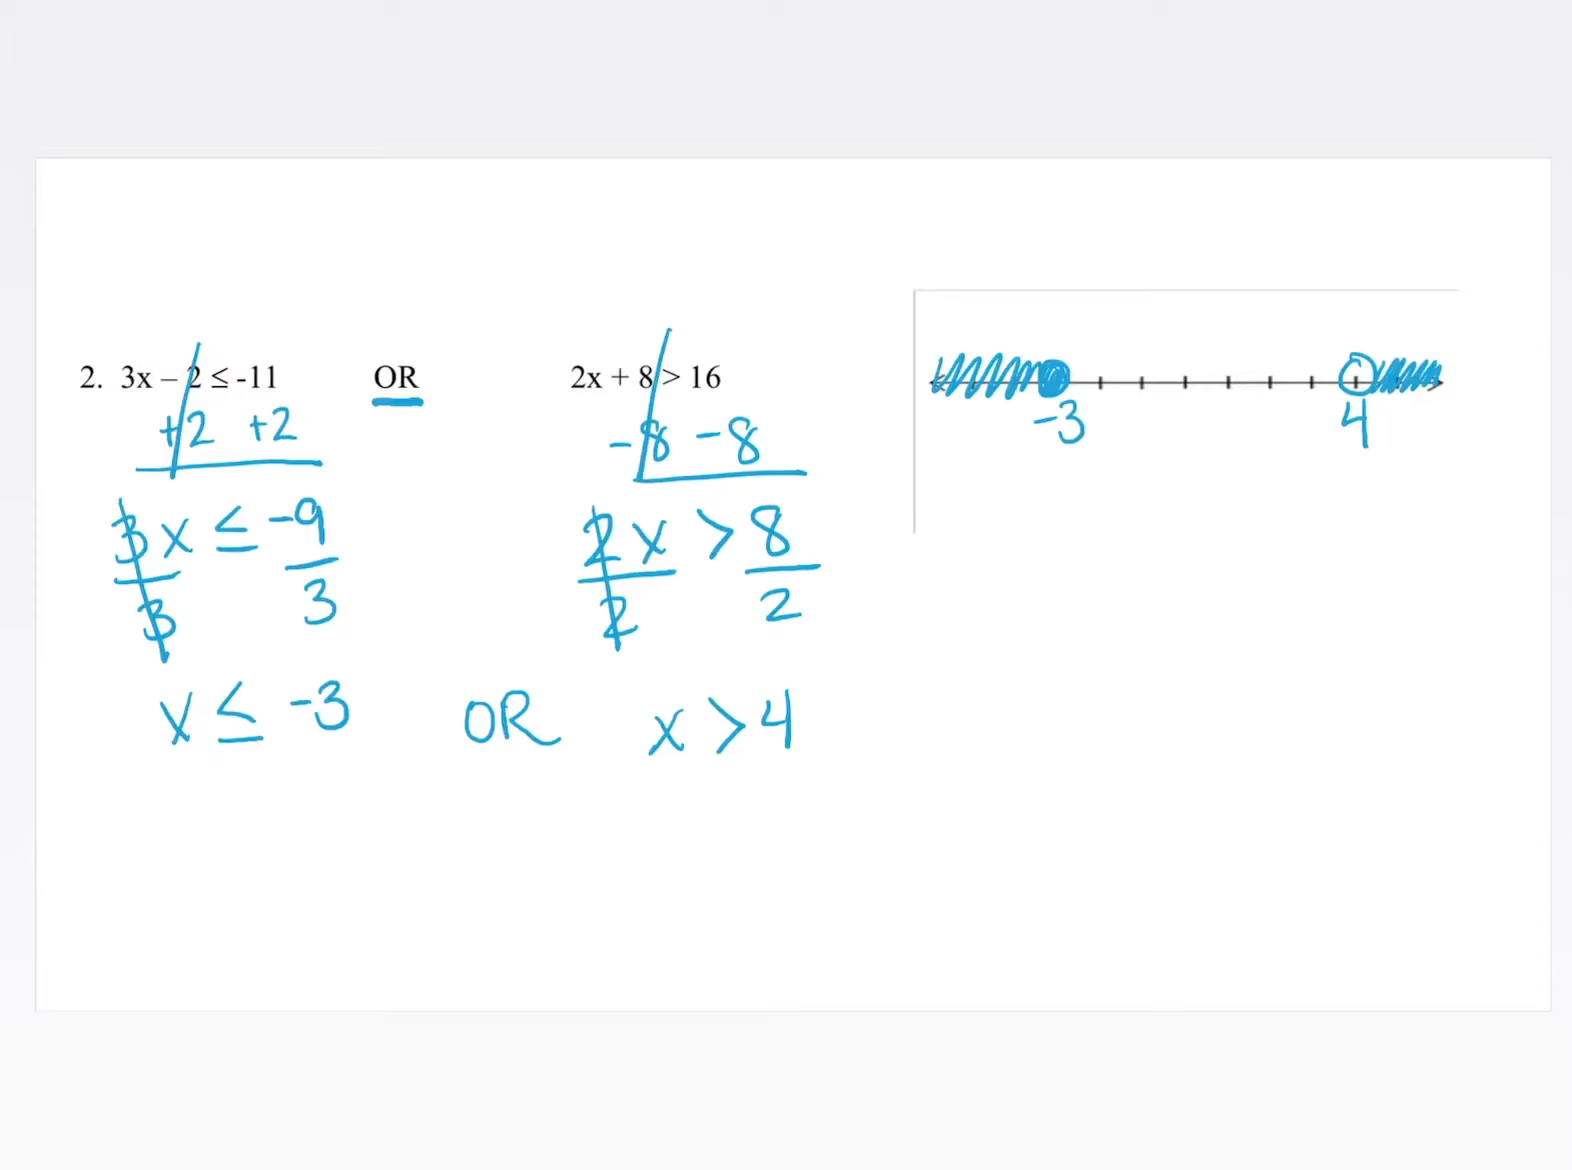 2. 3x – 2 ≤ -11 OR 2x + 8 > 16
+2 +2 -8 -8
3x ≤ -9 2x > 8
3 3 2 2
x ≤ -3 OR x > 4
-3 4